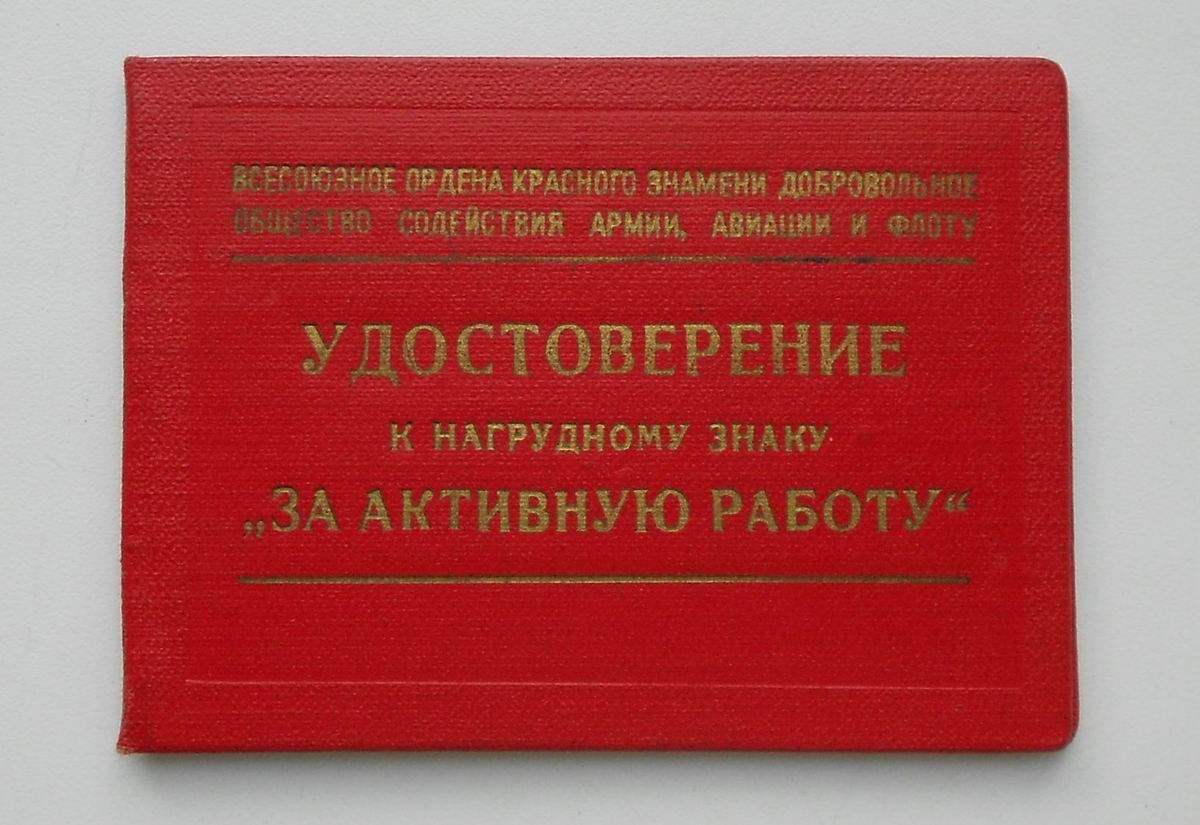 ВСЕСОЮЗНОЕ ОРДЕНА КРАСНОГО ЗНАМЕНИ ДОБРОВОЛЬНОЕ
ОБЩЕСТВО СОДЕЙСТВИЯ АРМИИ, АВИАЦИИ И ФЛОТУ
УДОСТОВЕРЕНИЕ
К НАГРУДНОМУ ЗНАКУ
„ЗА АКТИВНУЮ РАБОТУ“